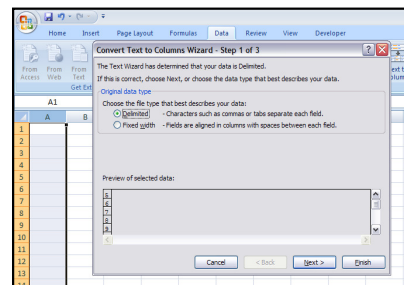 Home Insert Page Layout Formulas Data Review View Developer
Convert Text to Columns Wizard - Step 1 of 3
From Access
From Web
From Text
Get Ext
A1
A B
The Text Wizard has determined that your data is Delimited.
If this is correct, choose Next, or choose the data type that best describes your data.
Original data type
Choose the file type that best describes your data:
Delimited - Characters such as commas or tabs separate each field.
Fixed width - Fields are aligned in columns with spaces between each field.
Preview of selected data:
5
6
7
8
9
Cancel < Back Next > Finish
1
2
3
4
5
6
7
8
9
10
11
12
13